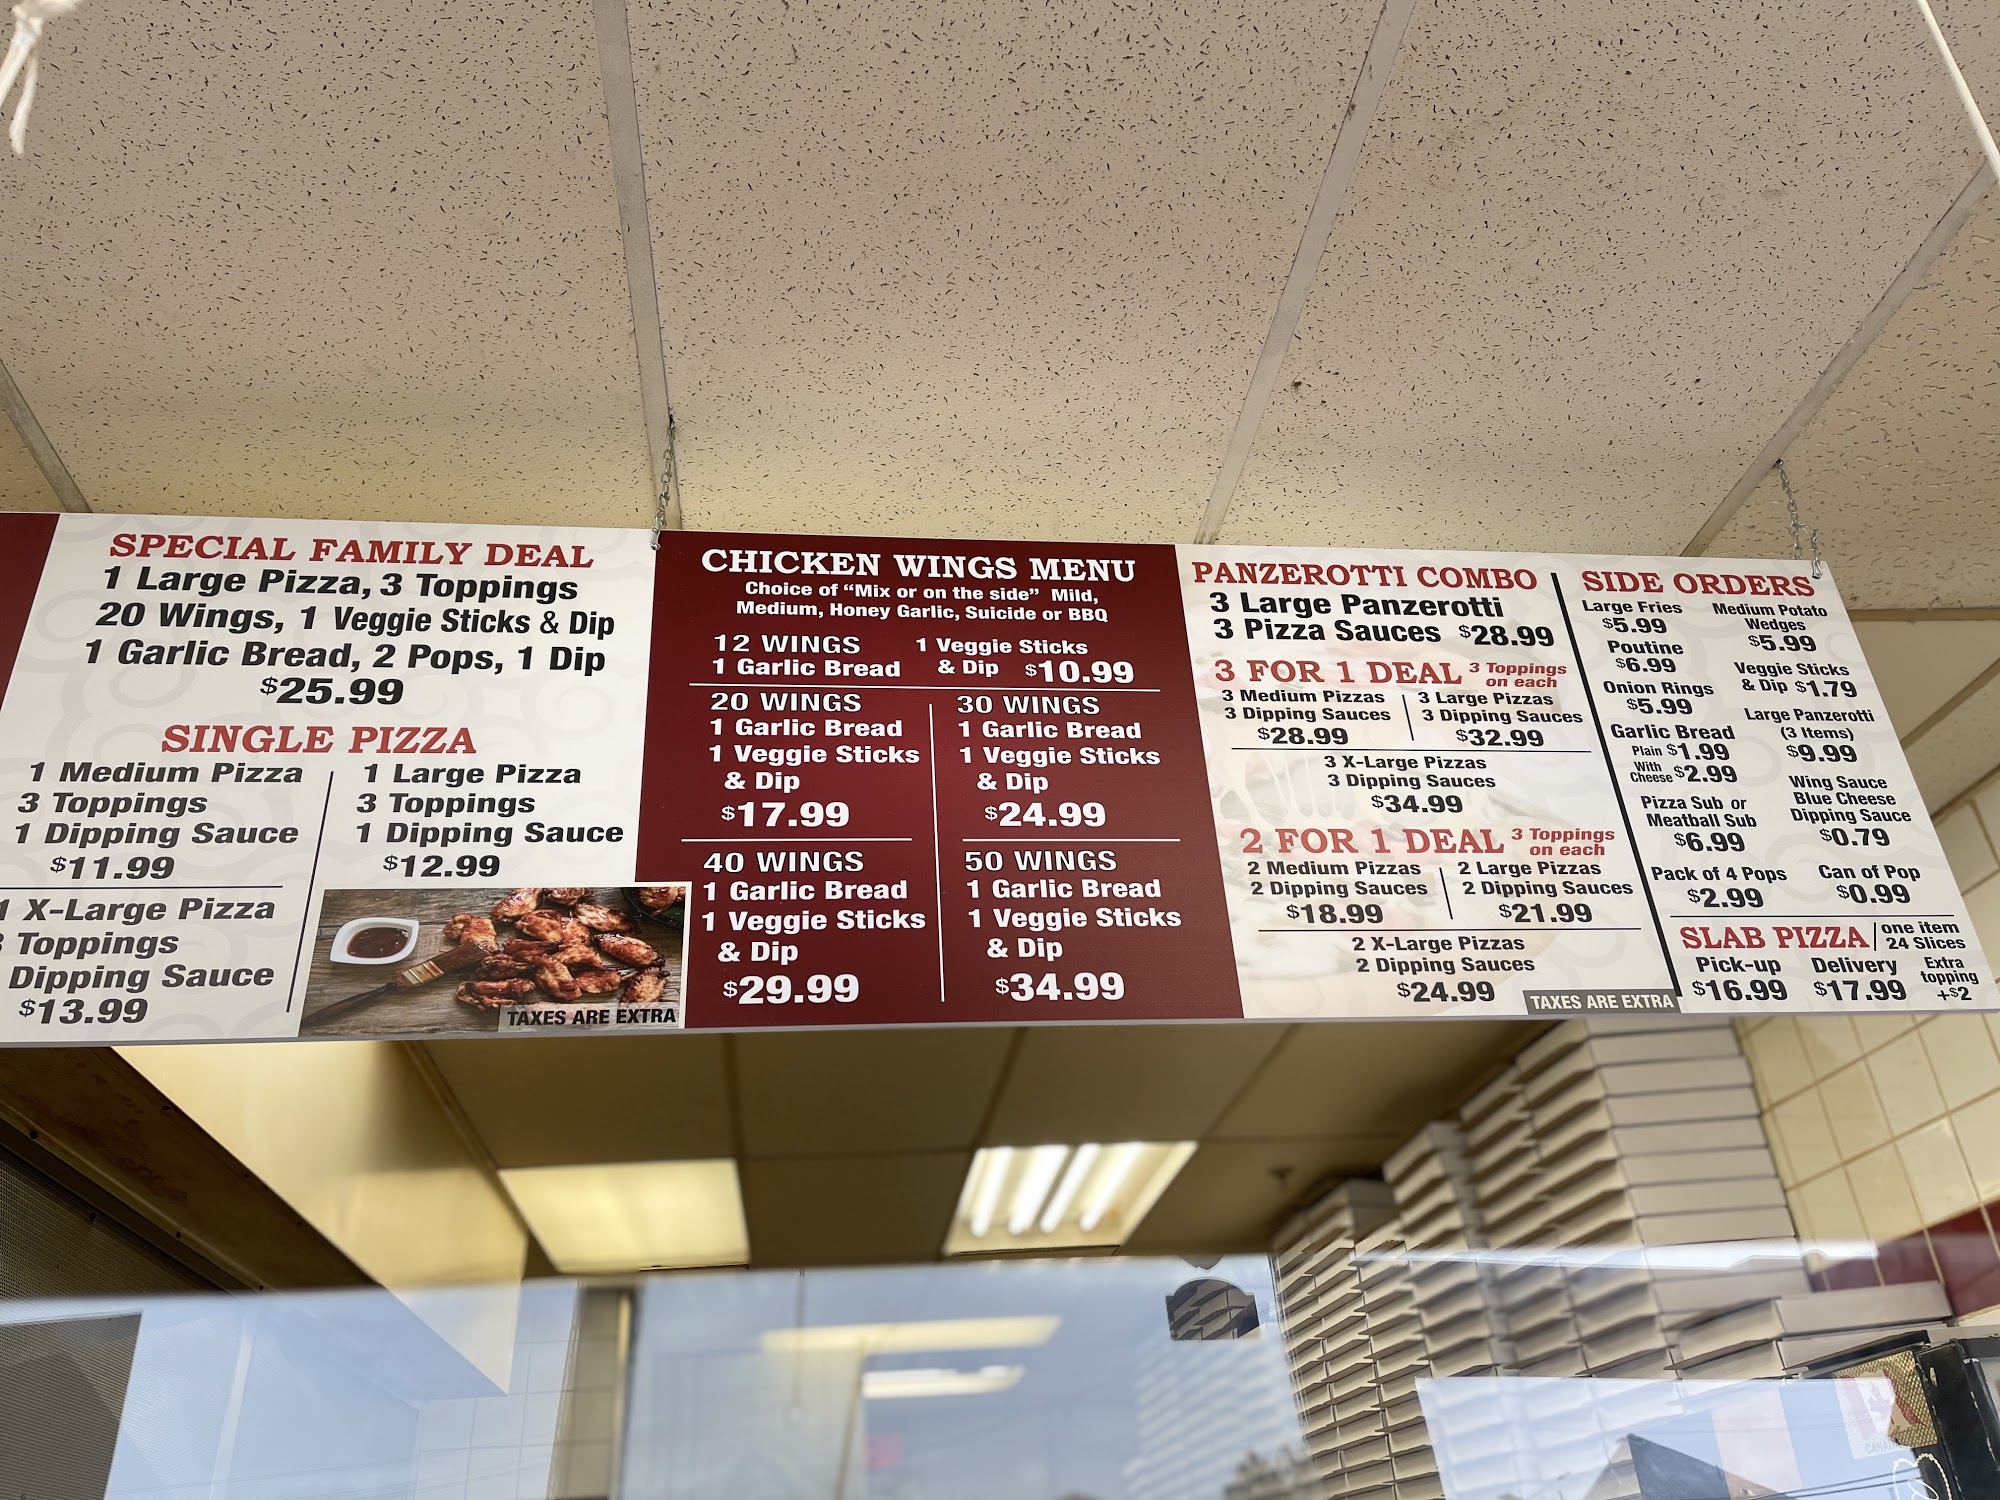 SPECIAL FAMILY DEAL
1 Large Pizza, 3 Toppings
20 Wings, 1 Veggie Sticks & Dip
1 Garlic Bread, 2 Pops, 1 Dip
$25.99
SINGLE PIZZA
1 Medium Pizza
3 Toppings
1 Dipping Sauce
$11.99
1 Large Pizza
3 Toppings
1 Dipping Sauce
$12.99
1 X-Large Pizza
3 Toppings
Dipping Sauce
$13.99
TAXES ARE EXTRA
CHICKEN WINGS MENU
Choice of "Mix or on the side" Mild,
Medium, Honey Garlic, Suicide or BBQ
12 WINGS
1 Garlic Bread
1 Veggie Sticks
& Dip $10.99
20 WINGS
1 Garlic Bread
1 Veggie Sticks
& Dip
$17.99
30 WINGS
1 Garlic Bread
1 Veggie Sticks
& Dip
$24.99
40 WINGS
1 Garlic Bread
1 Veggie Sticks
& Dip
$29.99
50 WINGS
1 Garlic Bread
1 Veggie Sticks
& Dip
$34.99
PANZEROTTI COMBO
3 Large Panzerotti
3 Pizza Sauces $28.99
3 FOR 1 DEAL 3 Toppings
on each
3 Medium Pizzas
3 Dipping Sauces
$28.99
3 Large Pizzas
3 Dipping Sauces
$32.99
3 X-Large Pizzas
3 Dipping Sauces
$34.99
2 FOR 1 DEAL 3 Toppings
on each
2 Medium Pizzas
2 Dipping Sauces
$18.99
2 Large Pizzas
2 Dipping Sauces
$21.99
2 X-Large Pizzas
2 Dipping Sauces
$24.99
TAXES ARE EXTRA
SIDE ORDERS
Large Fries
$5.99
Poutine
$6.99
Onion Rings
$5.99
Garlic Bread
Plain $1.99
With
Cheese $2.99
Pizza Sub or
Meatball Sub
$6.99
Pack of 4 Pops
$2.99
Medium Potato
Wedges
$5.99
Veggie Sticks
& Dip $1.79
Large Panzerotti
(3 Items)
$9.99
Wing Sauce
Blue Cheese
Dipping Sauce
$0.79
Can of Pop
$0.99
SLAB PIZZA
one item
24 Slices
Pick-up
$16.99
Delivery
$17.99
Extra
topping
+$2